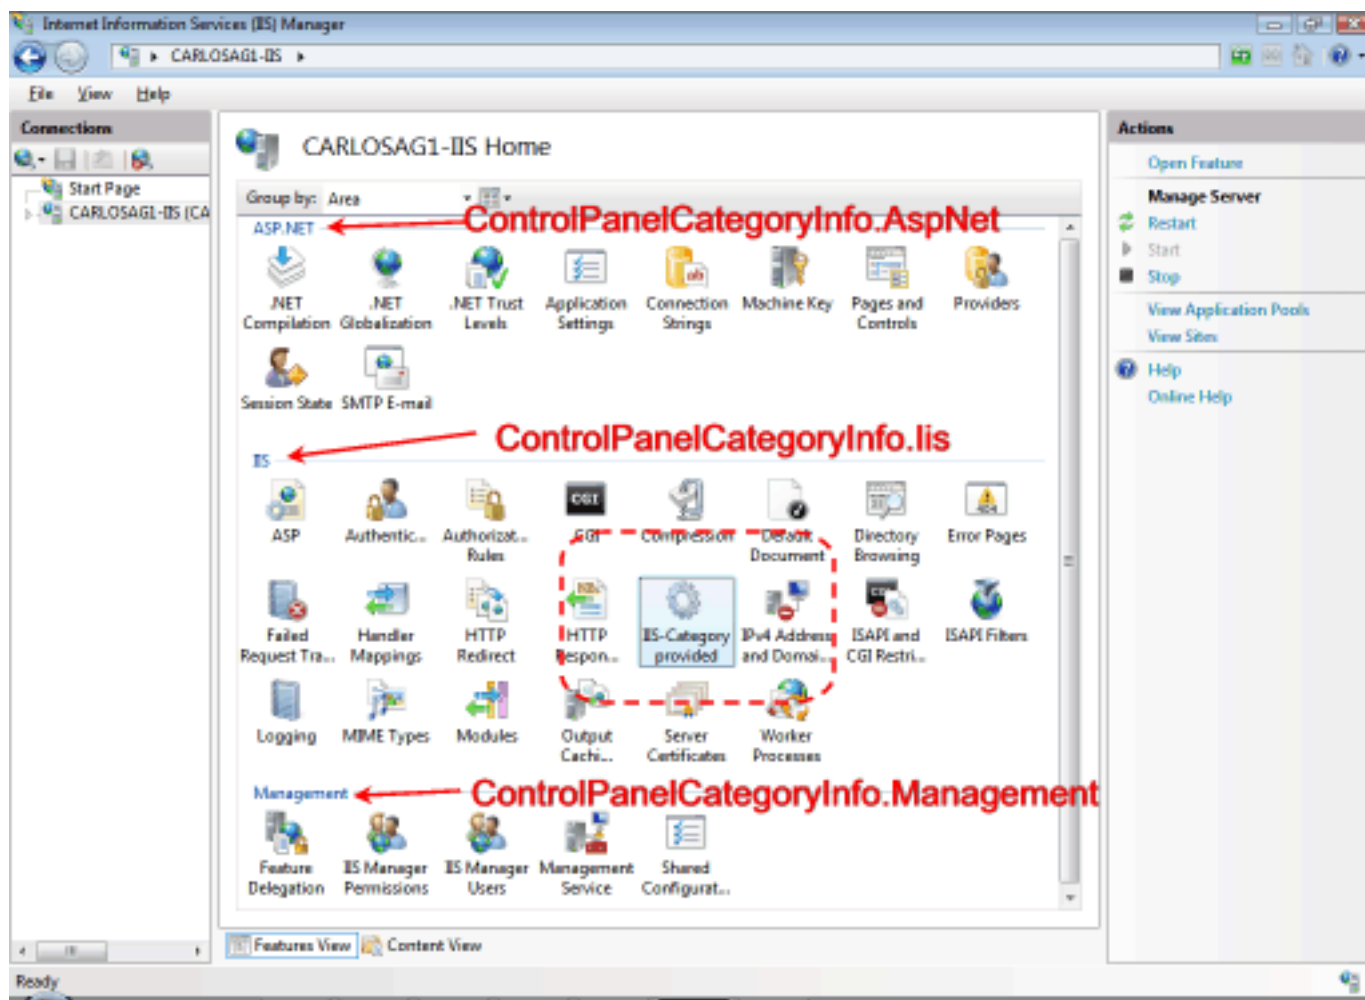 Internet Information Services (IIS) Manager
CARLOSAG1-IIS
File View Help
Connections
Start Page
CARLOSAG1-IIS (CA
CARLOSAG1-IIS Home
Group by: Area
ASP.NET
ControlPanelCategoryInfo.AspNet
.NET Compilation
.NET Globalization
.NET Trust Levels
Application Settings
Connection Strings
Machine Key
Pages and Controls
Providers
Session State
SMTP E-mail
ControlPanelCategoryInfo.Iis
IIS
ASP
Authentic...
Authorizat... Rules
CGI
Compression
Default Document
Directory Browsing
Error Pages
Failed Request Tra...
Handler Mappings
HTTP Redirect
HTTP Respon...
IIS-Category provided
IPv4 Address and Domai...
ISAPI and CGI Restri...
ISAPI Filters
Logging
MIME Types
Modules
Output Cachi...
Server Certificates
Worker Processes
Management
ControlPanelCategoryInfo.Management
Feature Delegation
IIS Manager Permissions
IIS Manager Users
Management Service
Shared Configurat...
Features View
Content View
Actions
Open Feature
Manage Server
Restart
Start
Stop
View Application Pools
View Sites
Help
Online Help
Ready